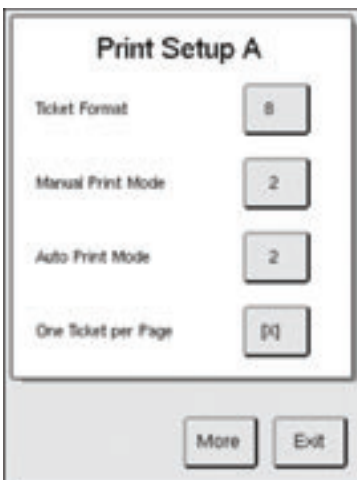 Print Setup A
Ticket Format 8
Manual Print Mode 2
Auto Print Mode 2
One Ticket per Page [X]
More Exit